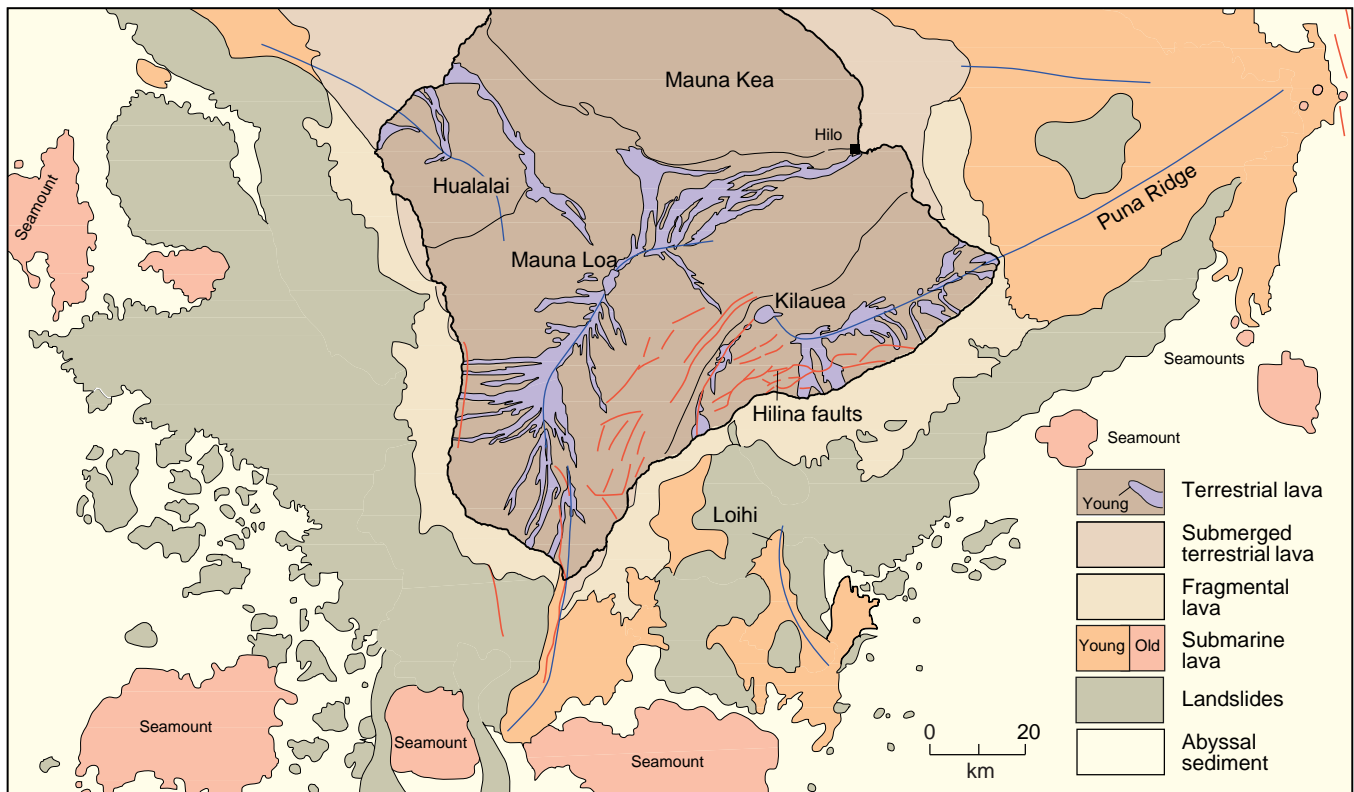 Mauna Kea
Hilo
Seamount
Hualalai
Puna Ridge
Mauna Loa
Kilauea
Seamounts
Hilina faults
Seamount
Loihi
Young
Terrestrial lava
Submerged
terrestrial lava
Fragmental
lava
Young
Old
Submarine
lava
Landslides
Abyssal
sediment
0
20
km
Seamount
Seamount
Seamount